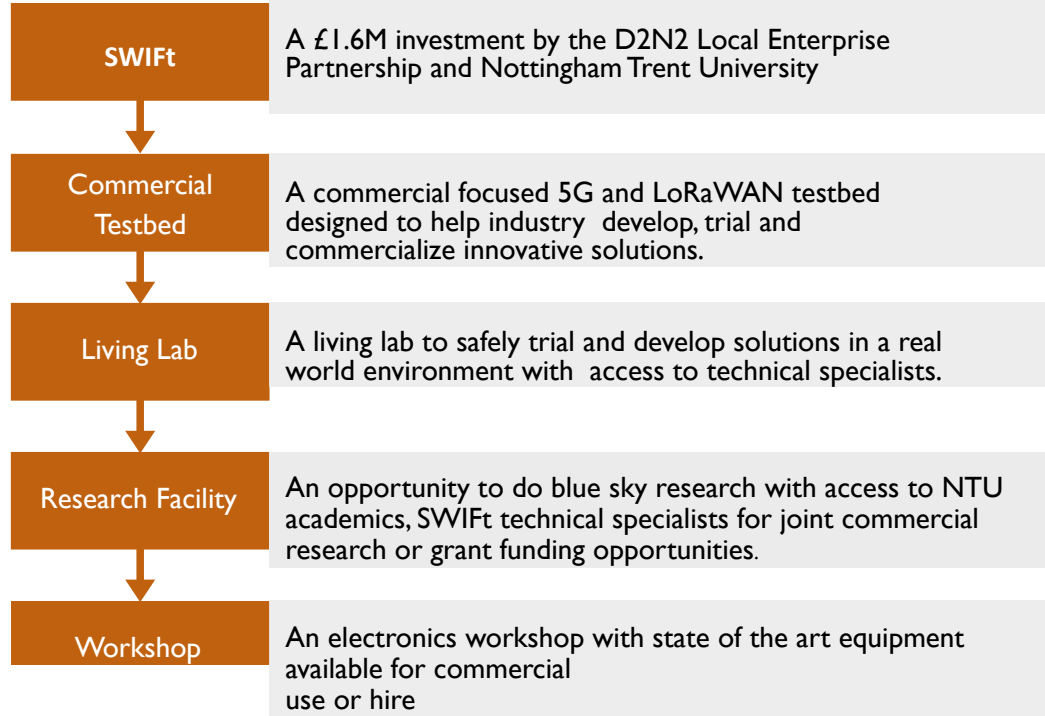 SWIFt
A £1.6M investment by the D2N2 Local Enterprise
Partnership and Nottingham Trent University
Commercial
Testbed
A commercial focused 5G and LoRaWAN testbed
designed to help industry develop, trial and
commercialize innovative solutions.
Living Lab
A living lab to safely trial and develop solutions in a real
world environment with access to technical specialists.
Research Facility
An opportunity to do blue sky research with access to NTU
academics, SWIFt technical specialists for joint commercial
research or grant funding opportunities.
Workshop
An electronics workshop with state of the art equipment
available for commercial
use or hire